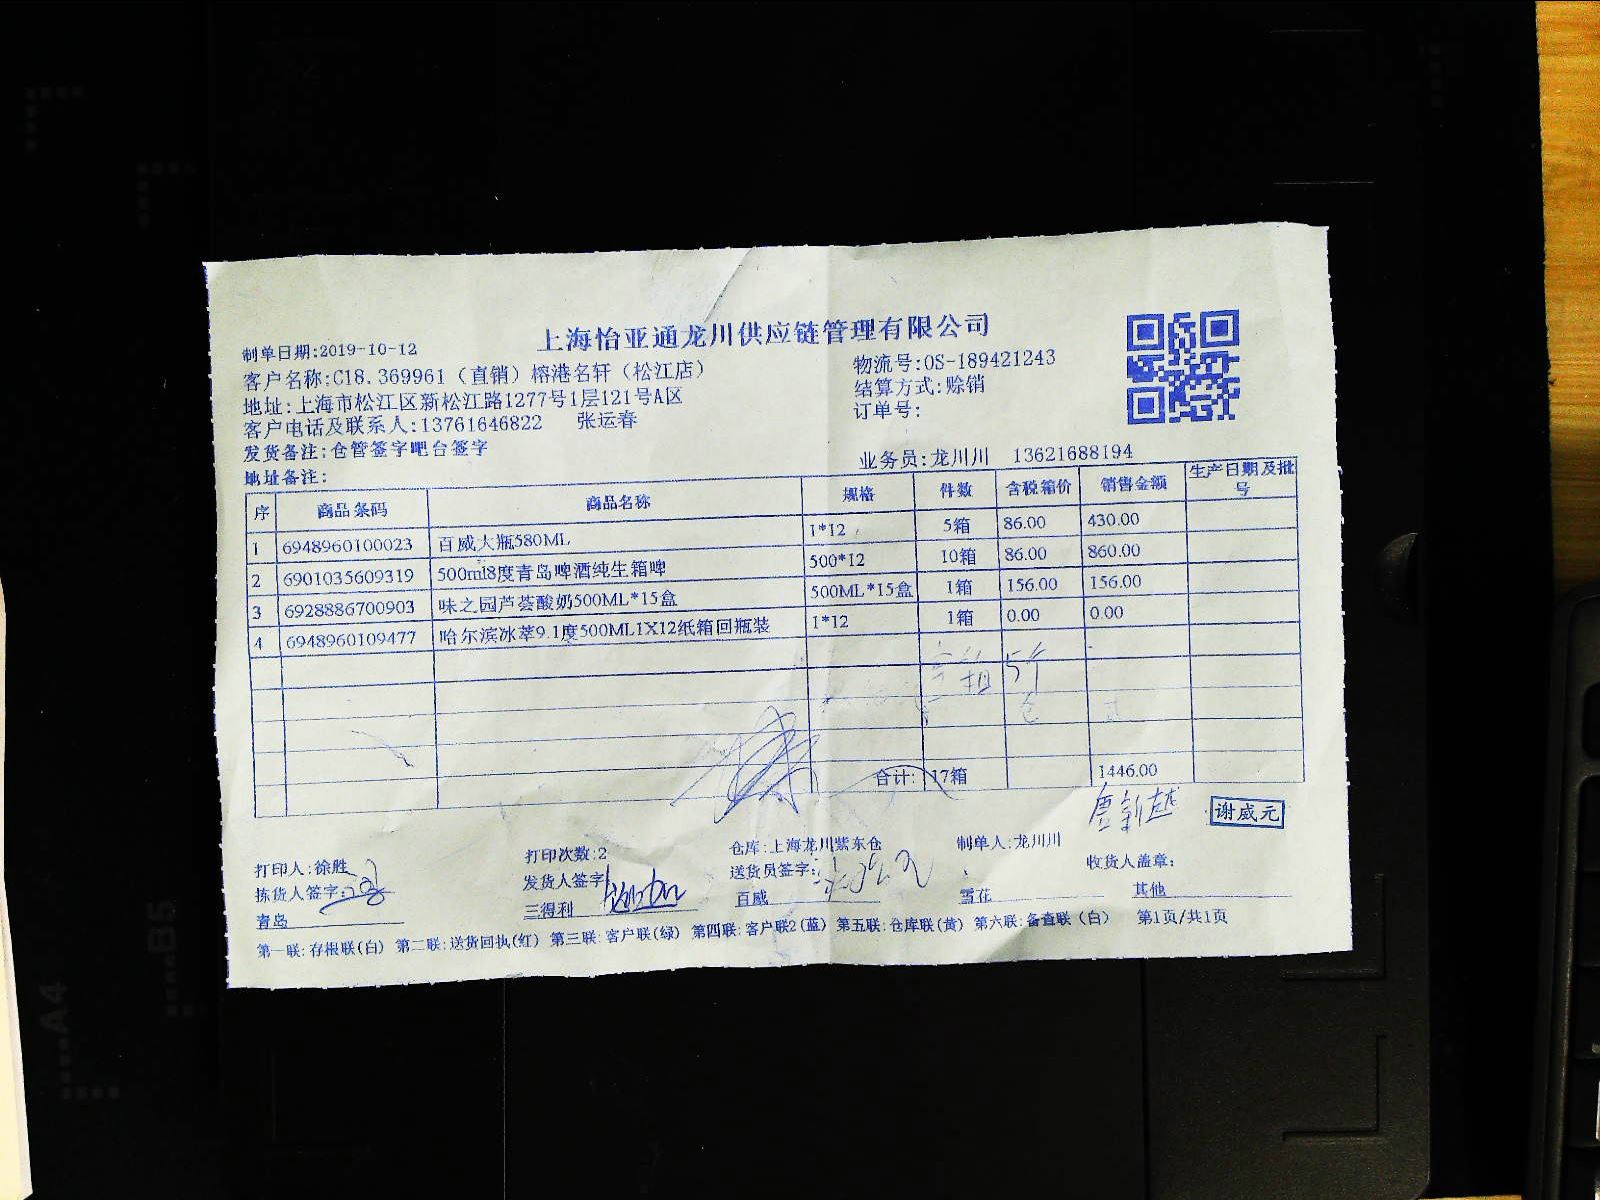 上海怡亚通龙川供应链管理有限公司
制单日期:2019-10-12
物流号:OS-189421243
客户名称:C18.369961（直销）榕港名轩（松江店）
结算方式:赊销
地址:上海市松江区新松江路1277号1层121号A区
订单号:
客户电话及联系人:13761646822 张运春
发货备注:仓管签字吧台签字
业务员:龙川川 13621688194
地址备注:
序 商品条码 商品名称 规格 件数 含税箱价 销售金额 生产日期及批号
1 6948960100023 百威大瓶580ML 1*12 5箱 86.00 430.00
2 6901035609319 500ml8度青岛啤酒纯生箱啤 500*12 10箱 86.00 860.00
3 6928886700903 味之园芦荟酸奶500ML*15盒 500ML*15盒 1箱 156.00 156.00
4 6948960109477 哈尔滨冰萃9.1度500ML1X12纸箱回瓶装 1*12 1箱 0.00 0.00
合计: 17箱 1446.00
谢威元
打印人:徐胜 打印次数:2 仓库:上海龙川紫东仓 制单人:龙川川
拣货人签字: 发货人签字: 送货员签字: 收货人盖章:
青岛 三得利 百威 雪花 其他
第一联:存根联(白) 第二联:送货回执(红) 第三联:客户联(绿) 第四联:客户联2(蓝) 第五联:仓库联(黄) 第六联:备查联(白) 第1页/共1页